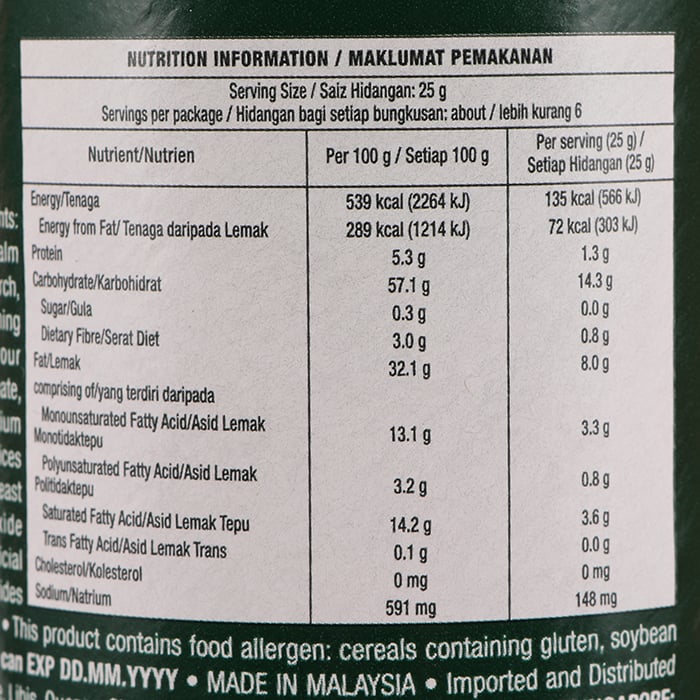 NUTRITION INFORMATION / MAKLUMAT PEMAKANAN
Serving Size / Saiz Hidangan: 25 g
Servings per package / Hidangan bagi setiap bungkusan: about / lebih kurang 6
Nutrient/Nutrien Per 100 g / Setiap 100 g Per serving (25 g) / Setiap Hidangan (25 g)
Energy/Tenaga 539 kcal (2264 kJ) 135 kcal (566 kJ)
Energy from Fat/ Tenaga daripada Lemak 289 kcal (1214 kJ) 72 kcal (303 kJ)
Protein 5.3 g 1.3 g
Carbohydrate/Karbohidrat 57.1 g 14.3 g
Sugar/Gula 0.3 g 0.0 g
Dietary Fibre/Serat Diet 3.0 g 0.8 g
Fat/Lemak 32.1 g 8.0 g
comprising of/yang terdiri daripada
Monounsaturated Fatty Acid/Asid Lemak
Monotidaktepu 13.1 g 3.3 g
Polyunsaturated Fatty Acid/Asid Lemak
Politidaktepu 3.2 g 0.8 g
Saturated Fatty Acid/Asid Lemak Tepu 14.2 g 3.6 g
Trans Fatty Acid/Asid Lemak Trans 0.1 g 0.0 g
Cholesterol/Kolesterol 0 mg 0 mg
Sodium/Natrium 591 mg 148 mg
• This product contains food allergen: cereals containing gluten, soybean
can EXP DD.MM.YYYY • MADE IN MALAYSIA • Imported and Distributed